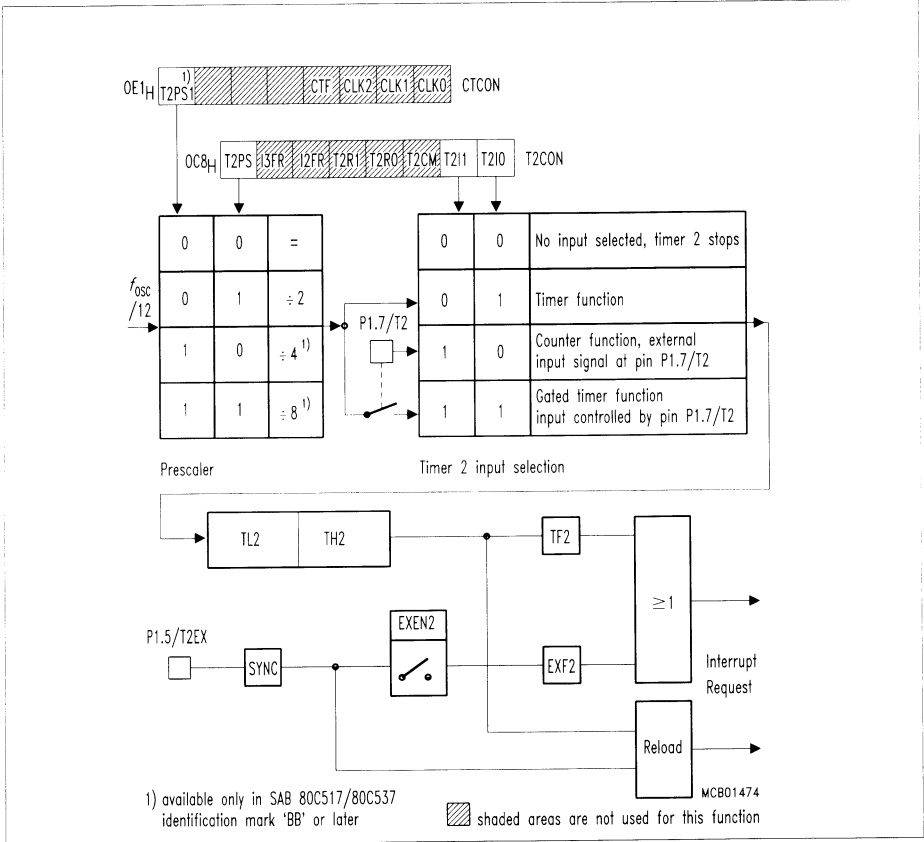 OE1H T2PS1 1) CTF CLK2 CLK1 CLK0 CTCON
OC8H T2PS I3FR I2FR T2R1 T2R0 T2CM T2I1 T2I0 T2CON
0 0 = 0 0 No input selected, timer 2 stops
fosc
/12
0 1 ÷2 0 1 Timer function
P1.7/T2
1 0 ÷4 1) 1 0 Counter function, external
input signal at pin P1.7/T2
1 1 ÷8 1) 1 1 Gated timer function
input controlled by pin P1.7/T2
Prescaler Timer 2 input selection
TL2 TH2 TF2
≥1
EXEN2
P1.5/T2EX
SYNC EXF2
Interrupt
Request
Reload
MCB01474
1) available only in SAB 80C517/80C537
identification mark 'BB' or later
shaded areas are not used for this function